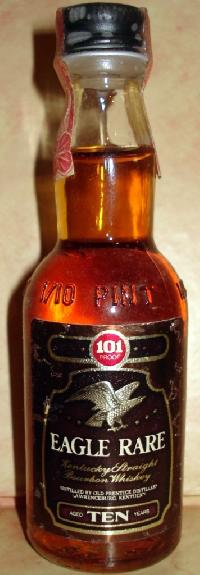 1/10 PINT
101
PROOF
EAGLE RARE
Kentucky Straight
Bourbon Whiskey
DISTILLED BY OLD PRENTICE DISTILLERY
LAWRENCEBURG, KENTUCKY
AGED TEN YEARS